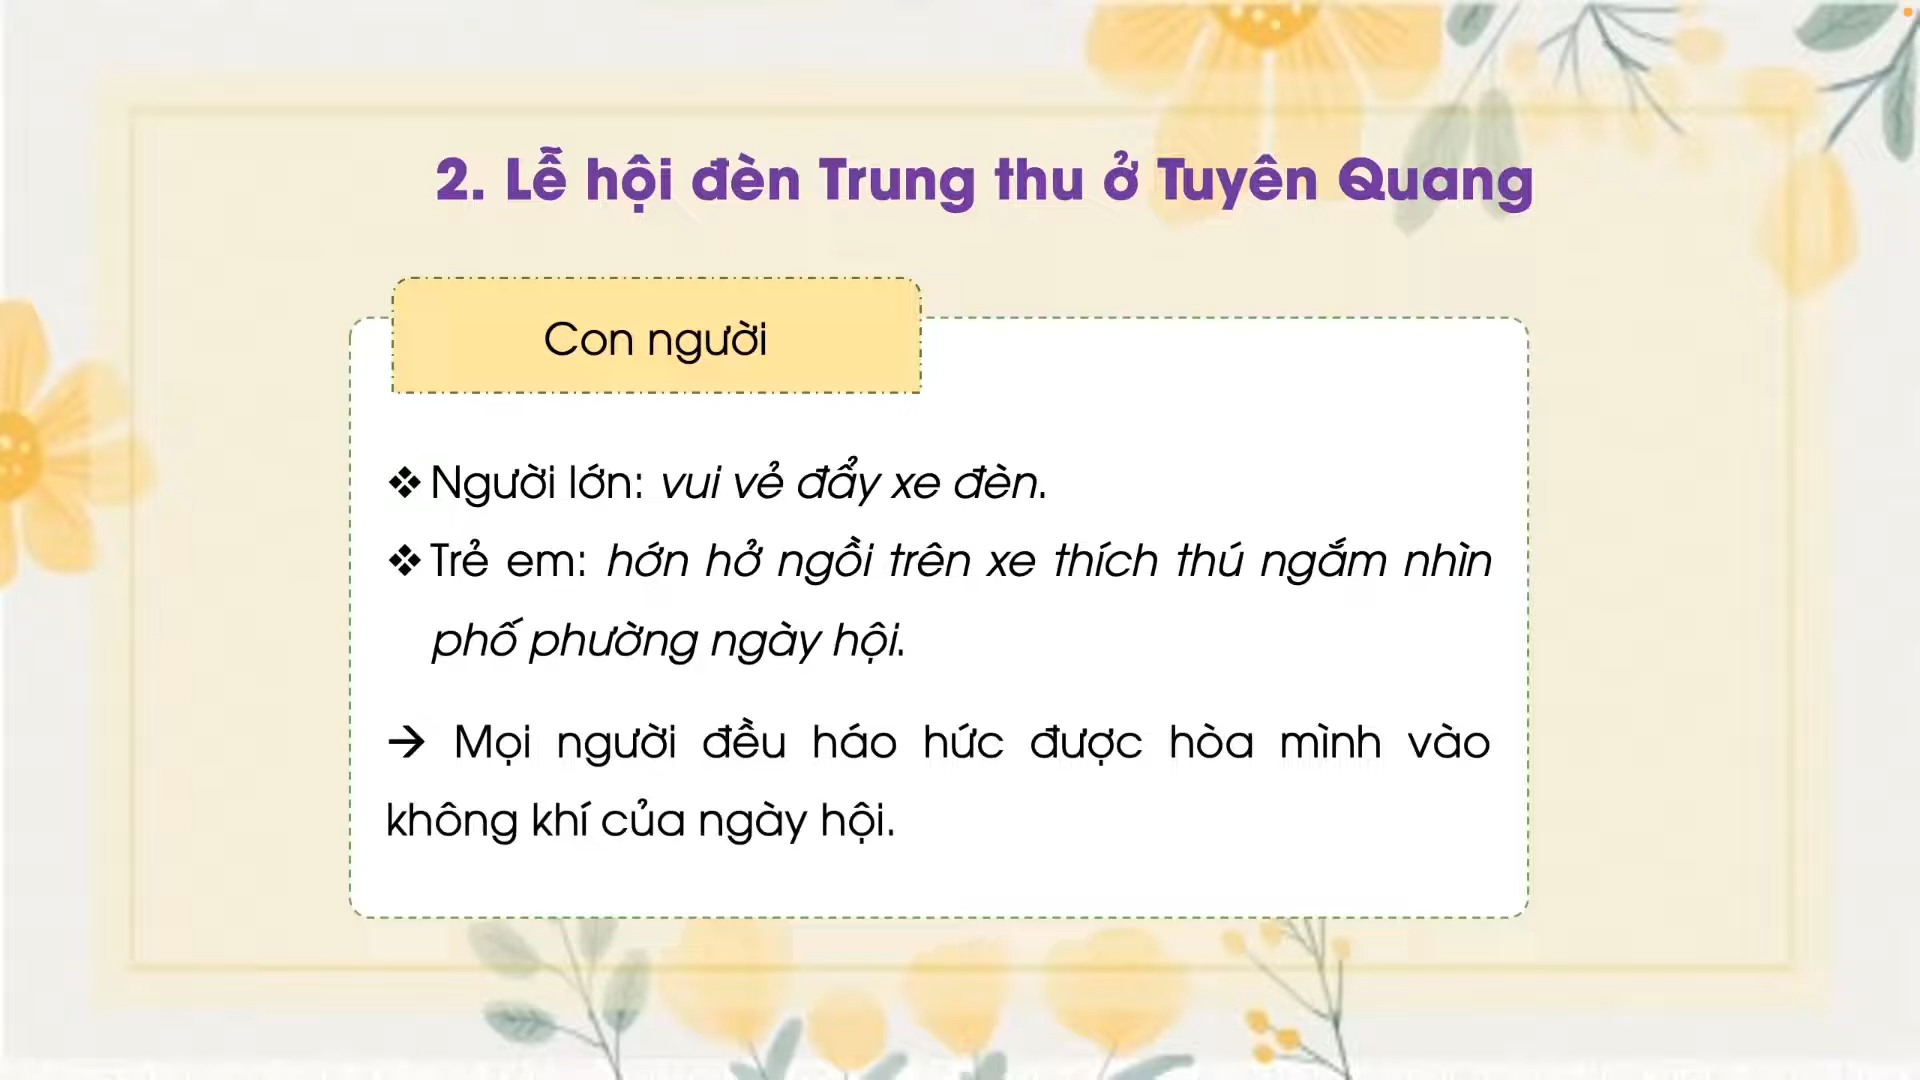 2. Lễ hội đèn Trung thu ở Tuyên Quang
Con người
❖ Người lớn: vui vẻ đẩy xe đèn.
❖ Trẻ em: hớn hở ngồi trên xe thích thú ngắm nhìn
phố phường ngày hội.
→ Mọi người đều háo hức được hòa mình vào
không khí của ngày hội.